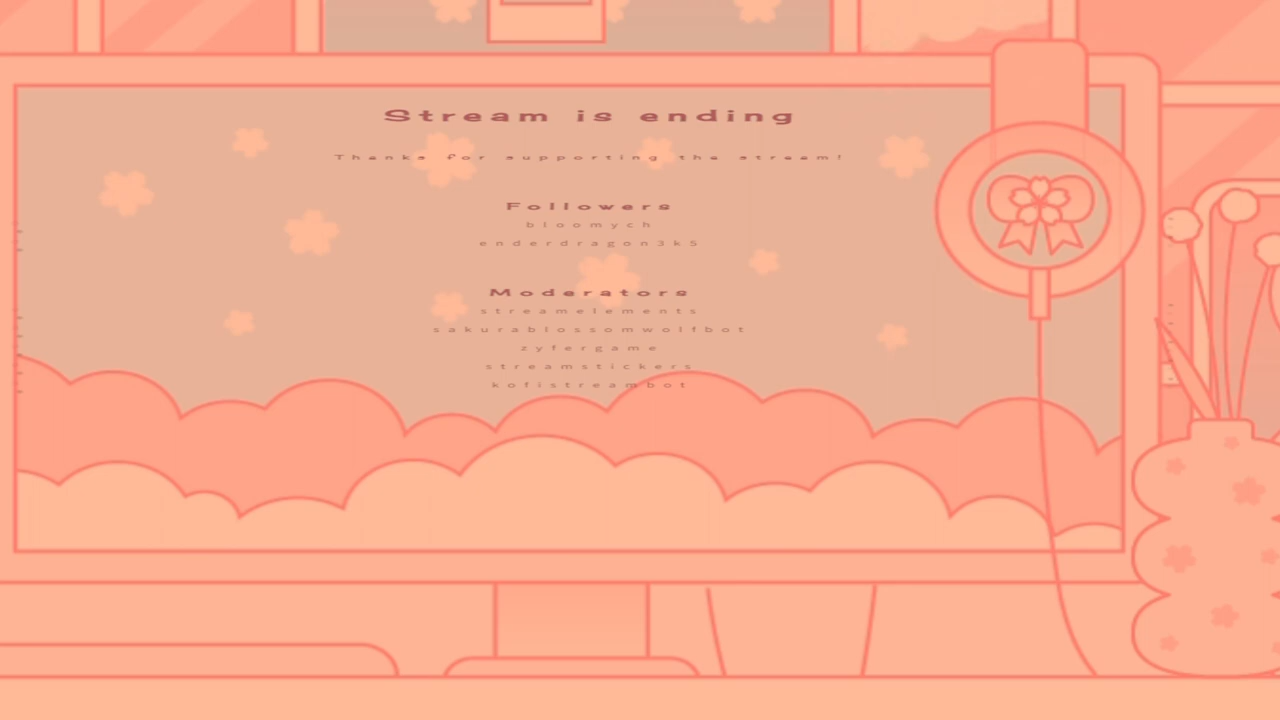 Stream is ending
Thanks for supporting the stream!
Followers
bloomych
enderdragon3k5
Moderators
streamelements
sakurablossomwolfbot
zyfergame
streamstickers
kofistreambot